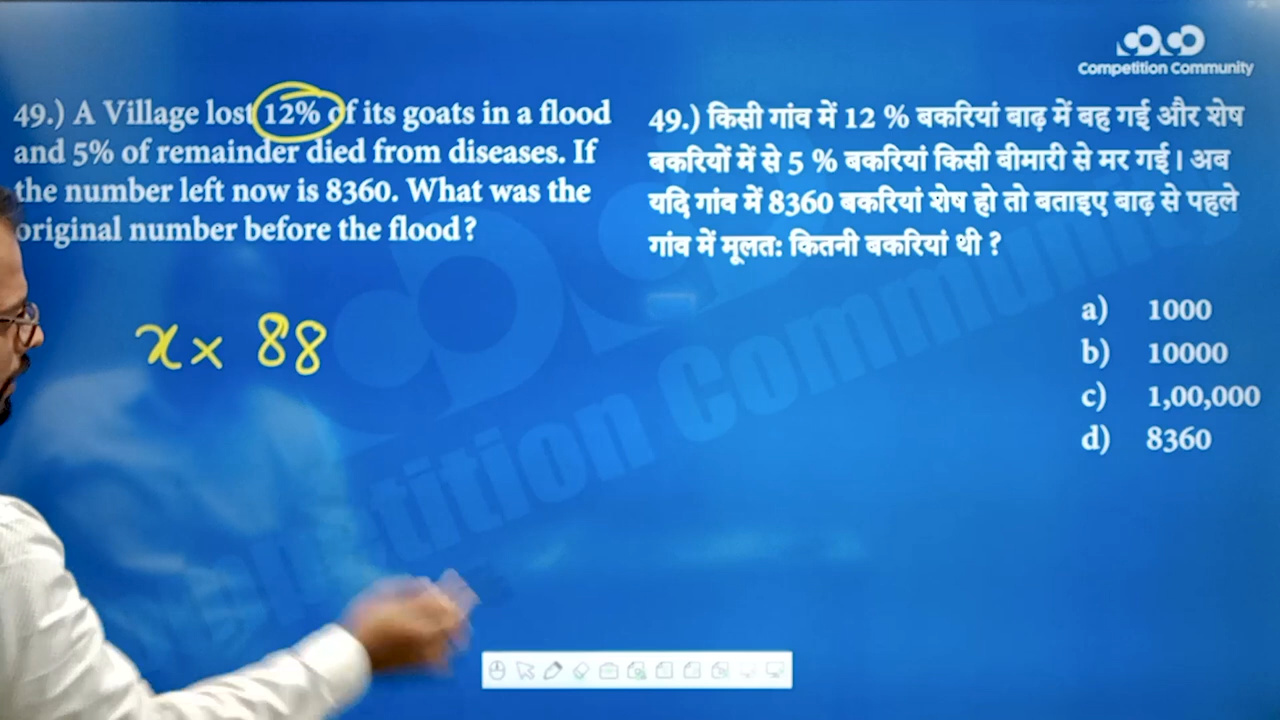 Competition Community
49.) A Village lost 12% of its goats in a flood
and 5% of remainder died from diseases. If
the number left now is 8360. What was the
original number before the flood?
x × 88
49.) किसी गांव में 12 % बकरियां बाढ़ में बह गई और शेष
बकरियों में से 5 % बकरियां किसी बीमारी से मर गई। अब
यदि गांव में 8360 बकरियां शेष हो तो बताइए बाढ़ से पहले
गांव में मूलत: कितनी बकरियां थी ?
a) 1000
b) 10000
c) 1,00,000
d) 8360
Competition Community